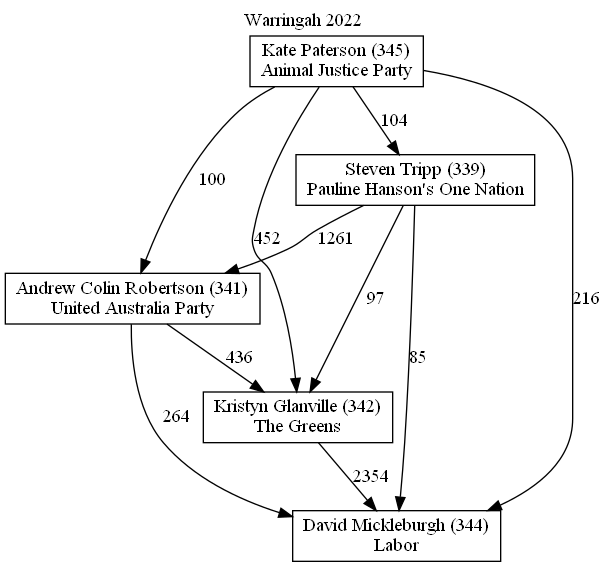 Warringah 2022
Kate Paterson (345)
Animal Justice Party
104
Steven Tripp (339)
Pauline Hanson's One Nation
100
452
1261
Andrew Colin Robertson (341)
United Australia Party
97
216
436
85
Kristyn Glanville (342)
The Greens
264
2354
David Mickleburgh (344)
Labor